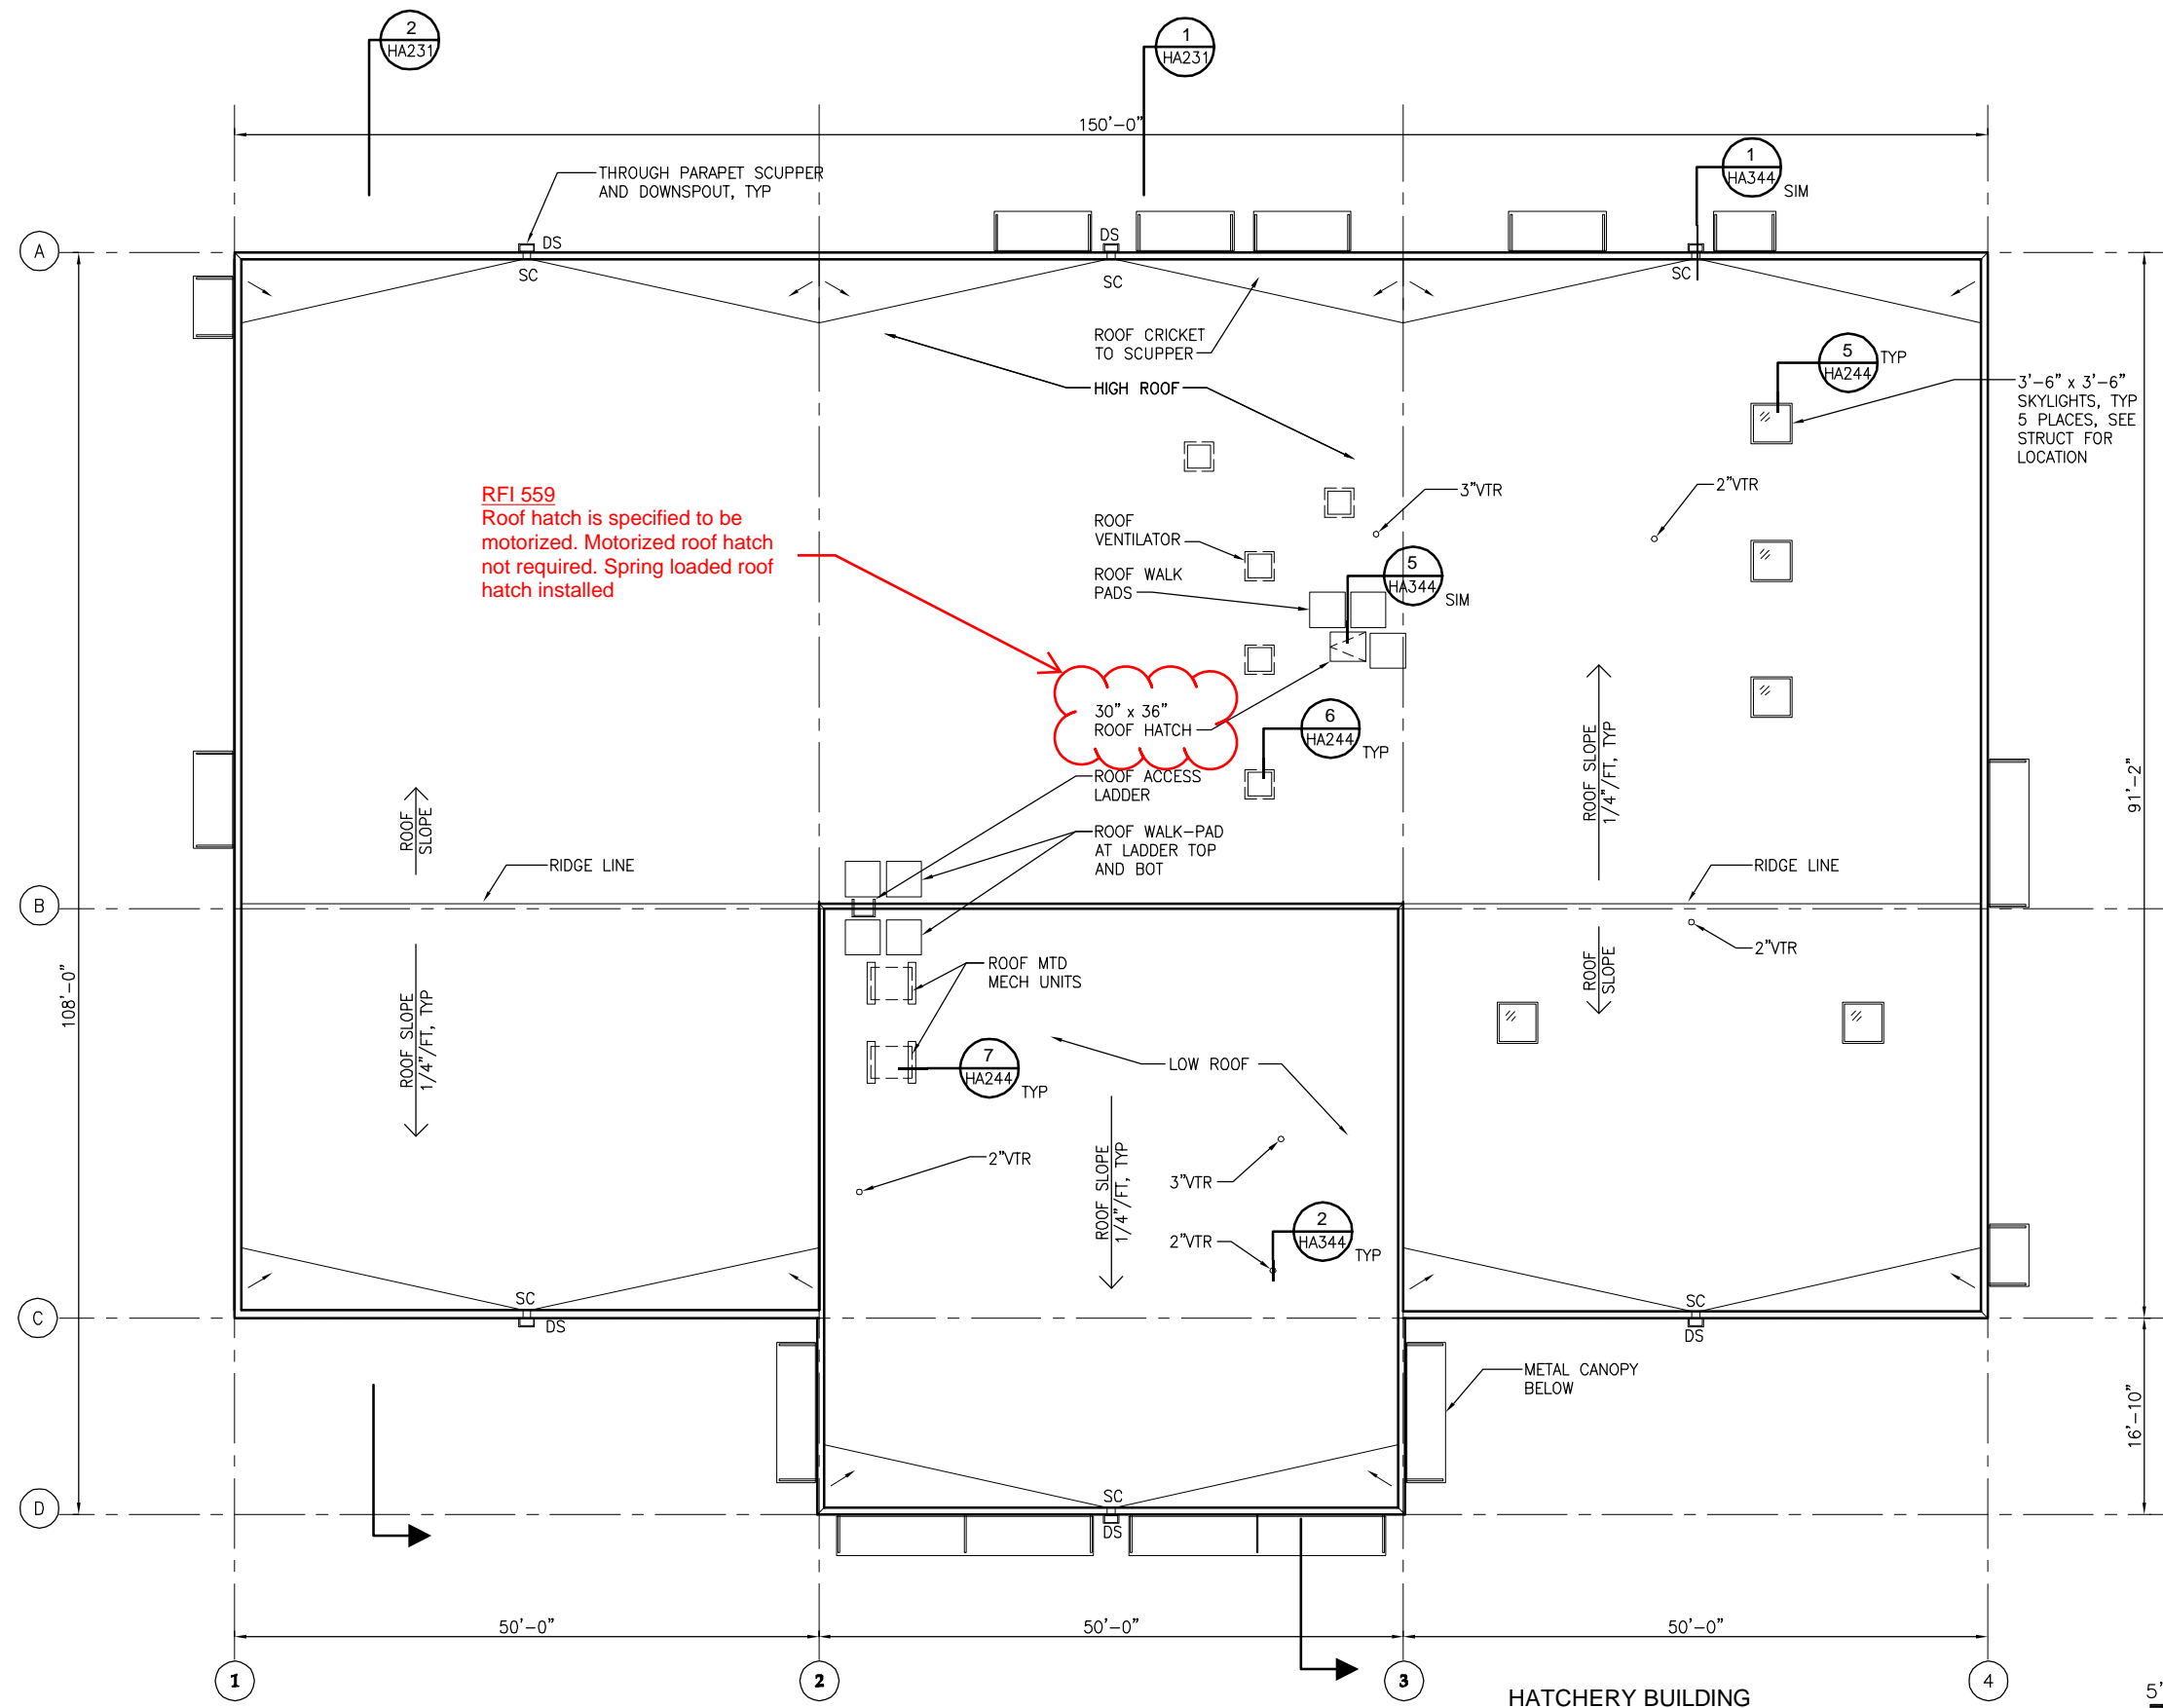 2
HA231
1
HA231
150'-0"
1
HA344
SIM
THROUGH PARAPET SCUPPER
AND DOWNSPOUT, TYP
A
DS
SC
DS
SC
SC
ROOF CRICKET
TO SCUPPER
HIGH ROOF
5
HA244
TYP
3'-6" x 3'-6"
SKYLIGHTS, TYP
5 PLACES, SEE
STRUCT FOR
LOCATION
RFI 559
Roof hatch is specified to be
motorized. Motorized roof hatch
not required. Spring loaded roof
hatch installed
3"VTR
2"VTR
ROOF
VENTILATOR
ROOF WALK
PADS
5
HA344
SIM
30" x 36"
ROOF HATCH
6
HA244
TYP
ROOF ACCESS
LADDER
ROOF WALK-PAD
AT LADDER TOP
AND BOT
ROOF SLOPE
1/4"/FT, TYP
91'-2"
ROOF
SLOPE
RIDGE LINE
RIDGE LINE
B
2"VTR
ROOF
SLOPE
108'-0"
ROOF SLOPE
1/4"/FT, TYP
ROOF MTD
MECH UNITS
7
HA244
TYP
LOW ROOF
2"VTR
ROOF SLOPE
1/4"/FT, TYP
3"VTR
2"VTR
2
HA344
TYP
C
SC
DS
SC
DS
METAL CANOPY
BELOW
16'-10"
D
SC
DS
50'-0"
50'-0"
50'-0"
1
2
3
4
HATCHERY BUILDING
5'